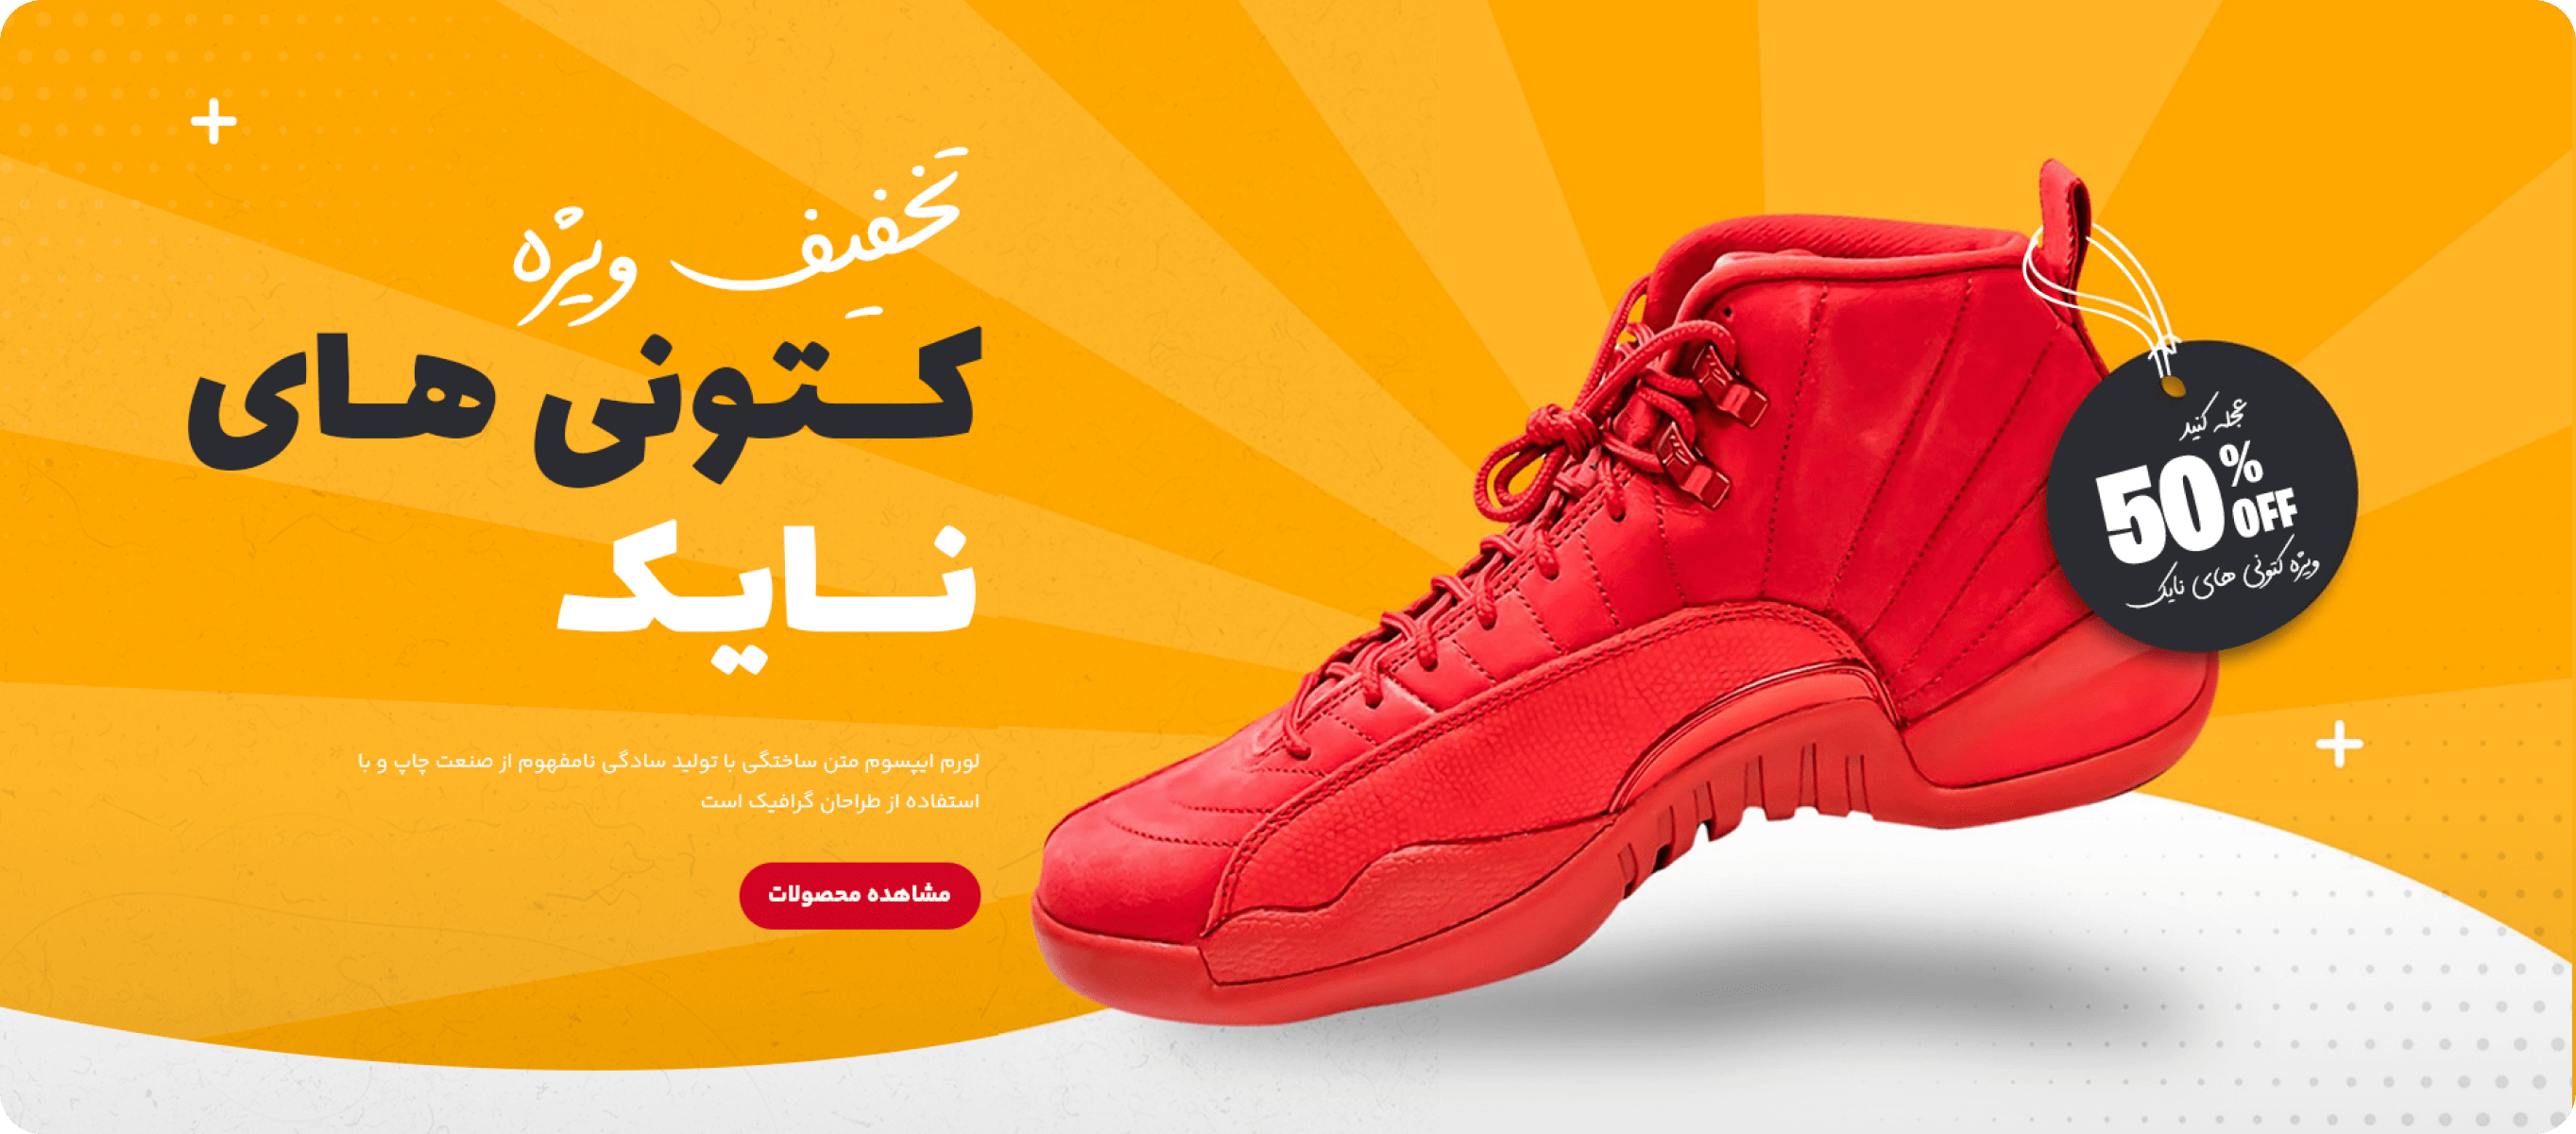 تخفیف ویژه
کتونی های
نایک
لورم ایپسوم متن ساختگی با تولید سادگی نامفهوم از صنعت چاپ و با
استفاده از طراحان گرافیک است
مشاهده محصولات
عجله کنید
50% OFF
ویژه کتونی های نایک